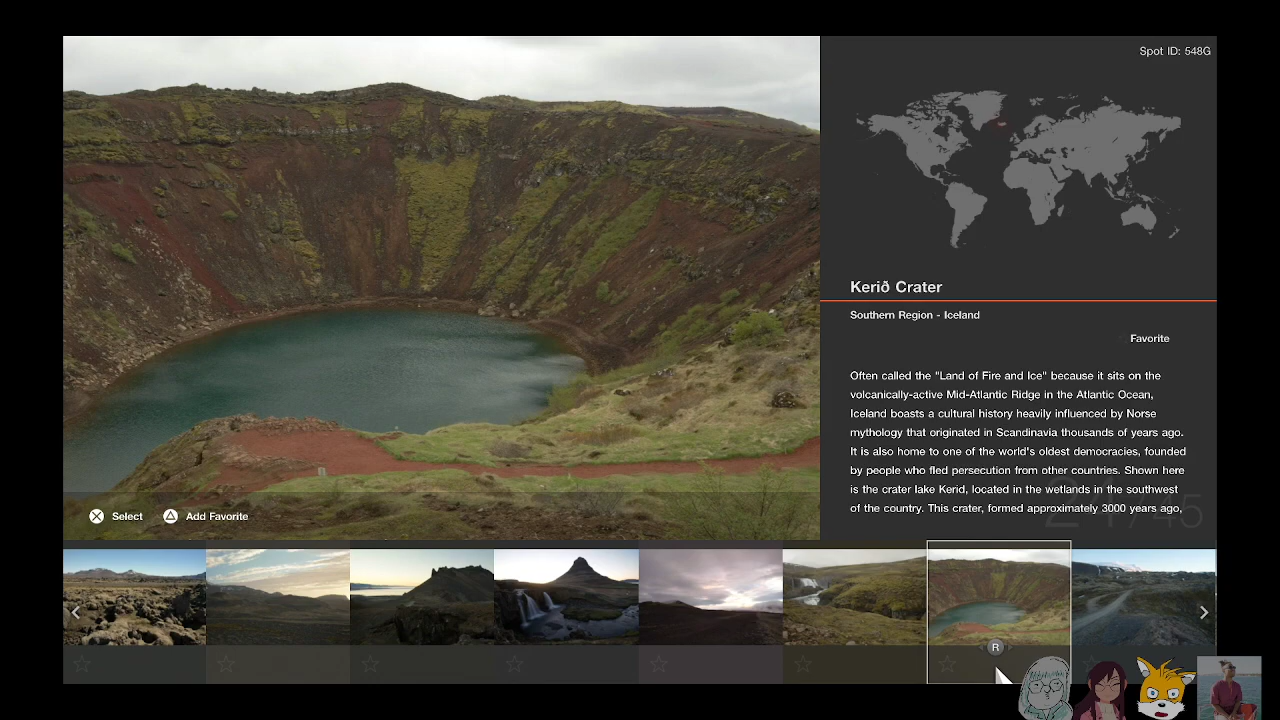 Spot ID: 548G
Kerið Crater
Southern Region - Iceland
Favorite
Often called the "Land of Fire and Ice" because it sits on the
volcanically-active Mid-Atlantic Ridge in the Atlantic Ocean,
Iceland boasts a cultural history heavily influenced by Norse
mythology that originated in Scandinavia thousands of years ago.
It is also home to one of the world's oldest democracies, founded
by people who fled persecution from other countries. Shown here
is the crater lake Kerid, located in the wetlands in the southwest
of the country. This crater, formed approximately 3000 years ago,
21/45
Select
Add Favorite
R